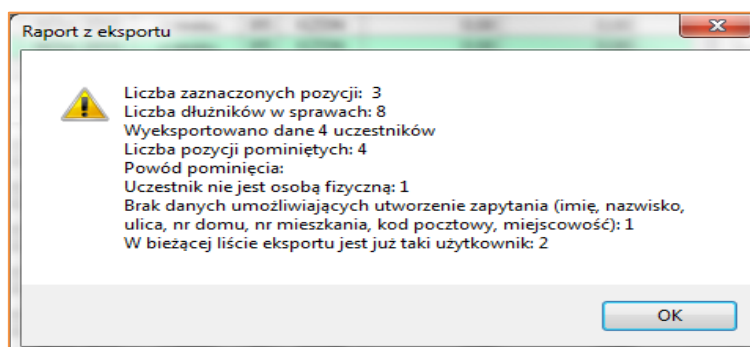 Raport z eksportu
Liczba zaznaczonych pozycji:  3
Liczba dłużników w sprawach: 8
Wyeksportowano dane 4 uczestników
Liczba pozycji pominiętych: 4
Powód pominięcia:
Uczestnik nie jest osobą fizyczną: 1
Brak danych umożliwiających utworzenie zapytania (imię, nazwisko,
ulica, nr domu, nr mieszkania, kod pocztowy, miejscowość): 1
W bieżącej liście eksportu jest już taki użytkownik: 2
OK